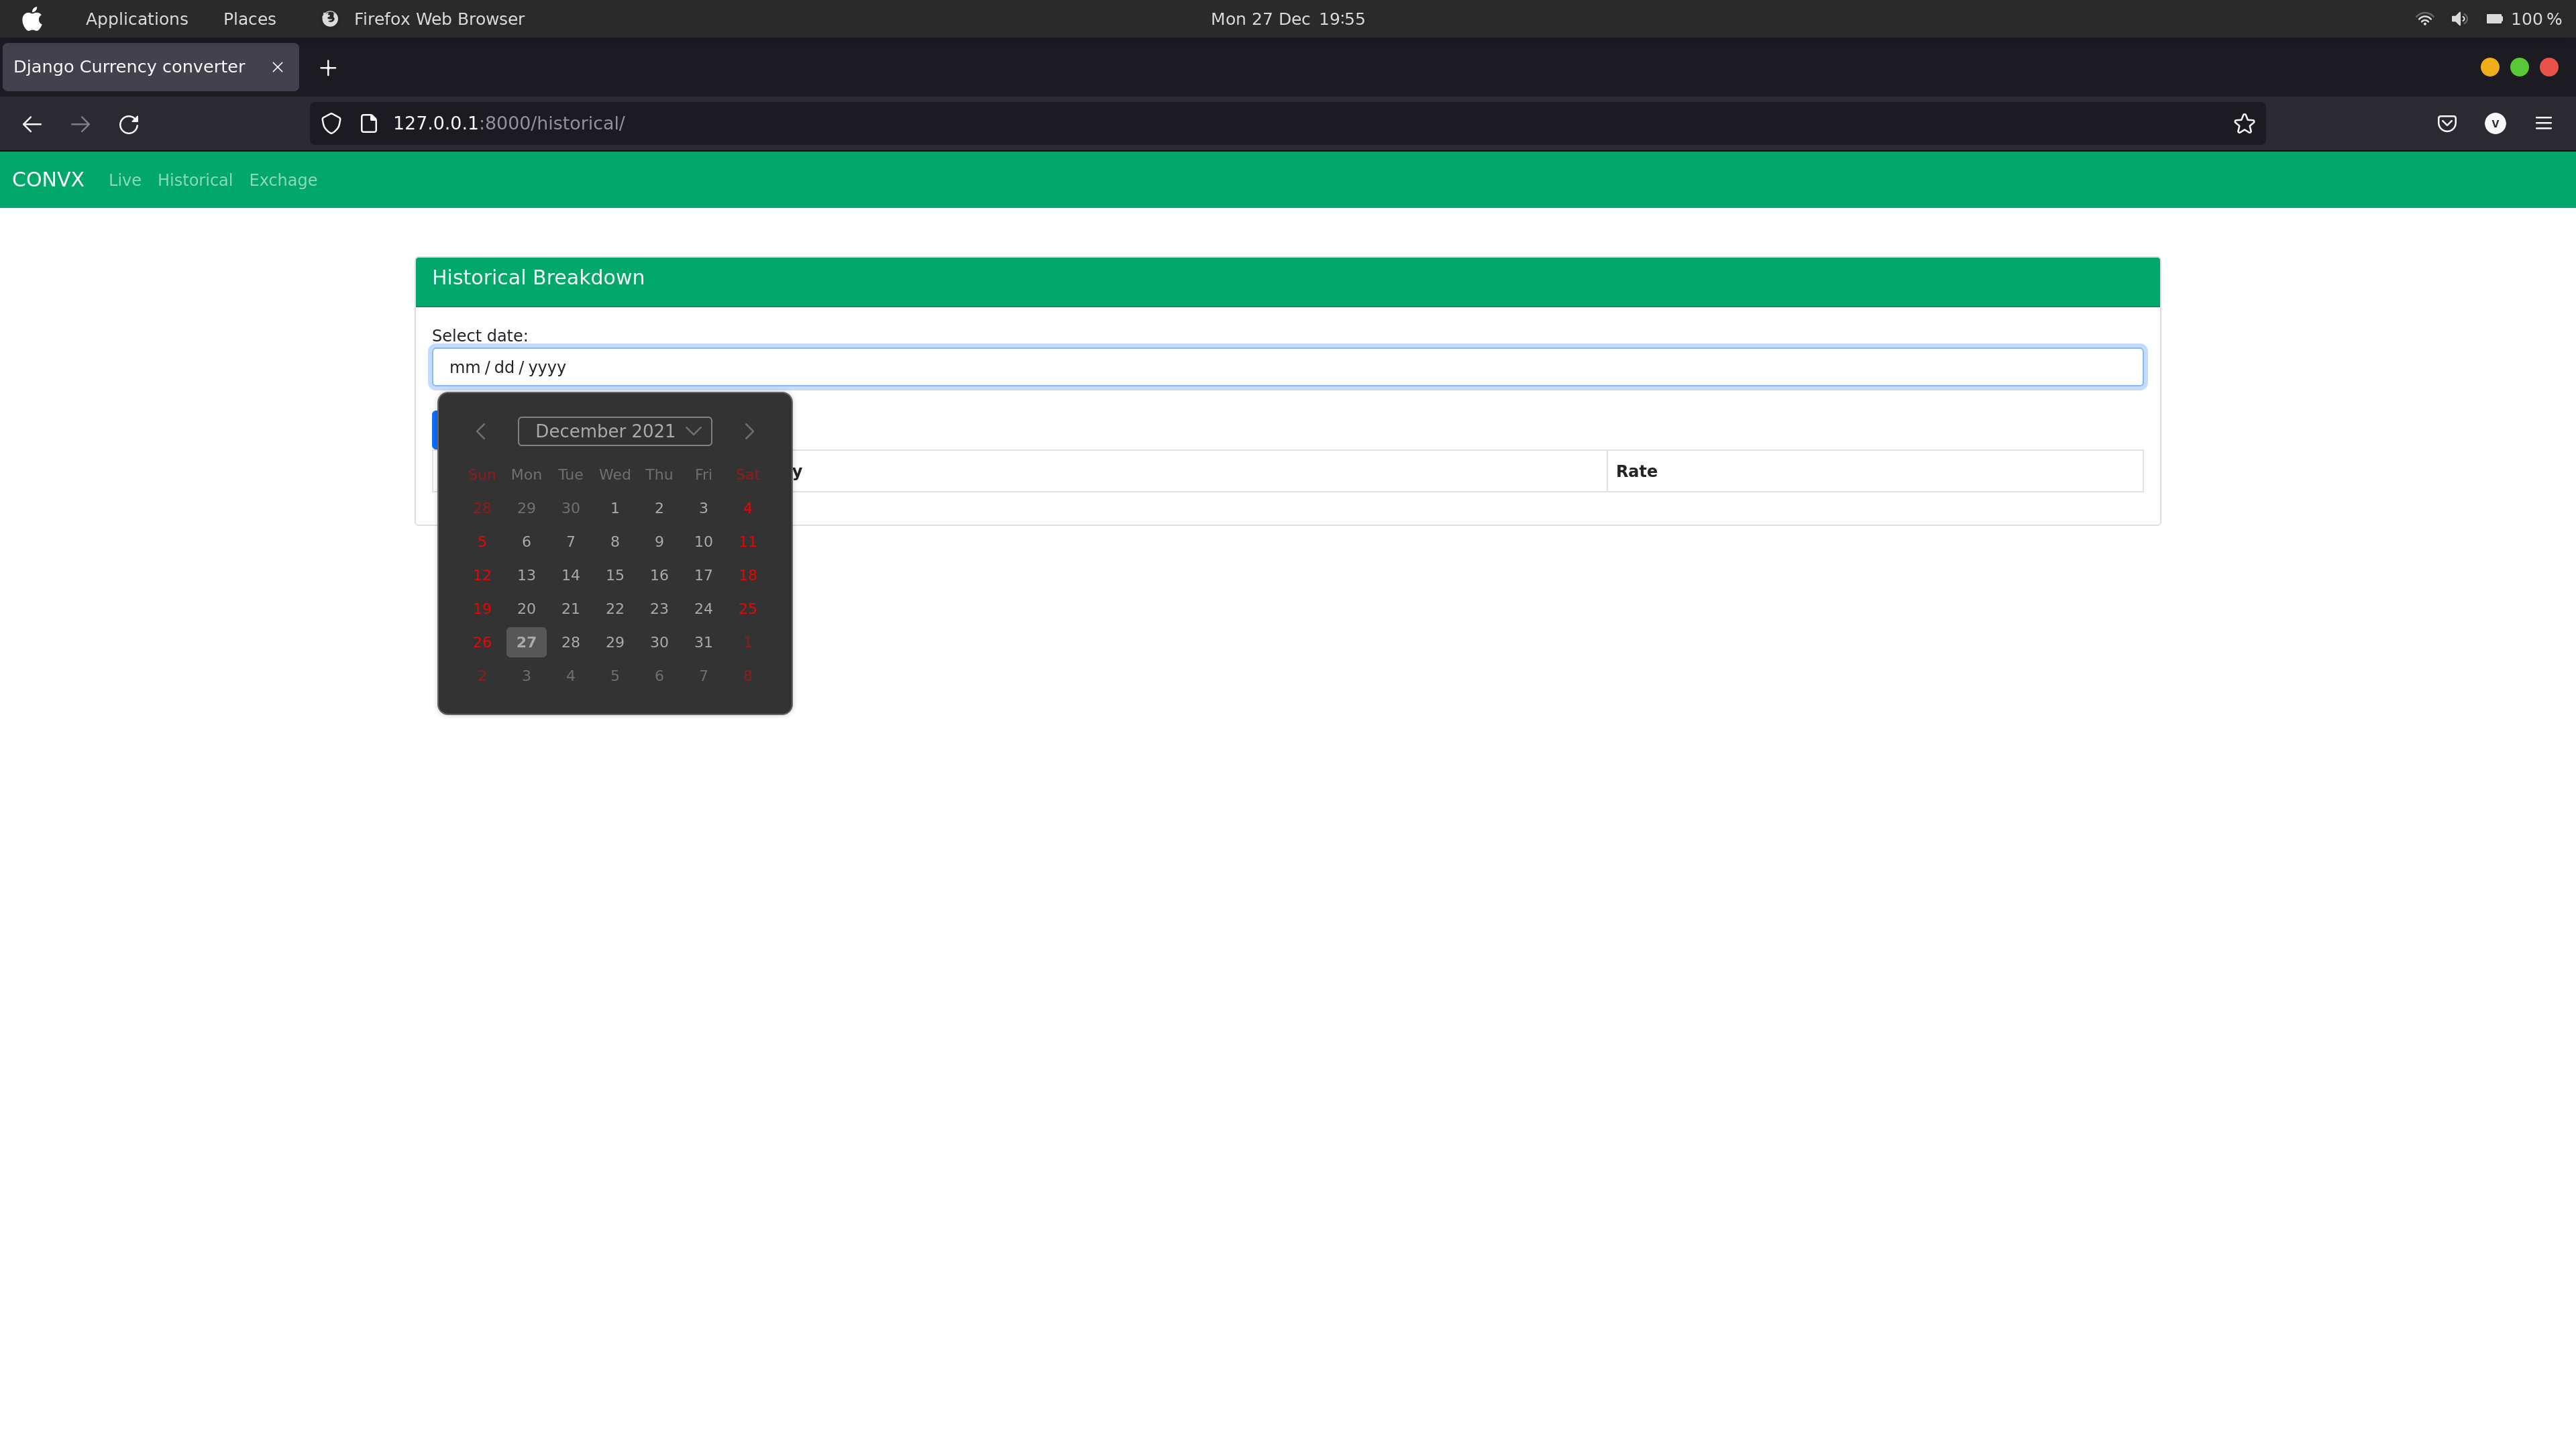 Applications Places Firefox Web Browser Mon 27 Dec 19:55 100 %
Django Currency converter
127.0.0.1:8000/historical/ V
CONVX Live Historical Exchage
Historical Breakdown
Select date:
mm / dd / yyyy
December 2021
y Rate
Sun Mon Tue Wed Thu Fri Sat
28 29 30 1 2 3 4
5 6 7 8 9 10 11
12 13 14 15 16 17 18
19 20 21 22 23 24 25
26 27 28 29 30 31 1
2 3 4 5 6 7 8